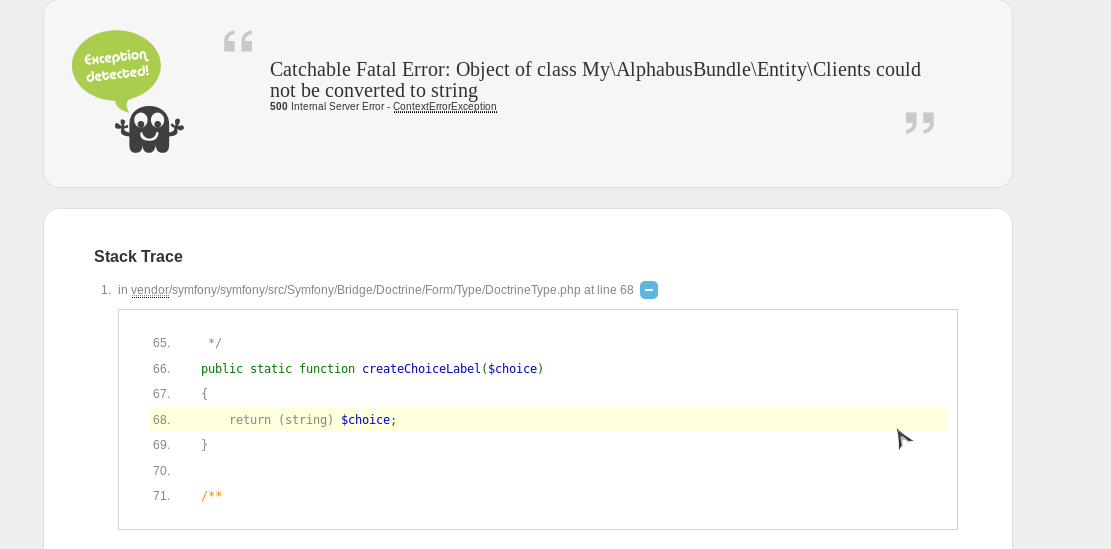 Exception
detected!
“
Catchable Fatal Error: Object of class My\AlphabusBundle\Entity\Clients could
not be converted to string
500 Internal Server Error - ContextErrorException
”
Stack Trace
1. in vendor/symfony/symfony/src/Symfony/Bridge/Doctrine/Form/Type/DoctrineType.php at line 68
65. */
66. public static function createChoiceLabel($choice)
67. {
68. return (string) $choice;
69. }
70.
71. /**